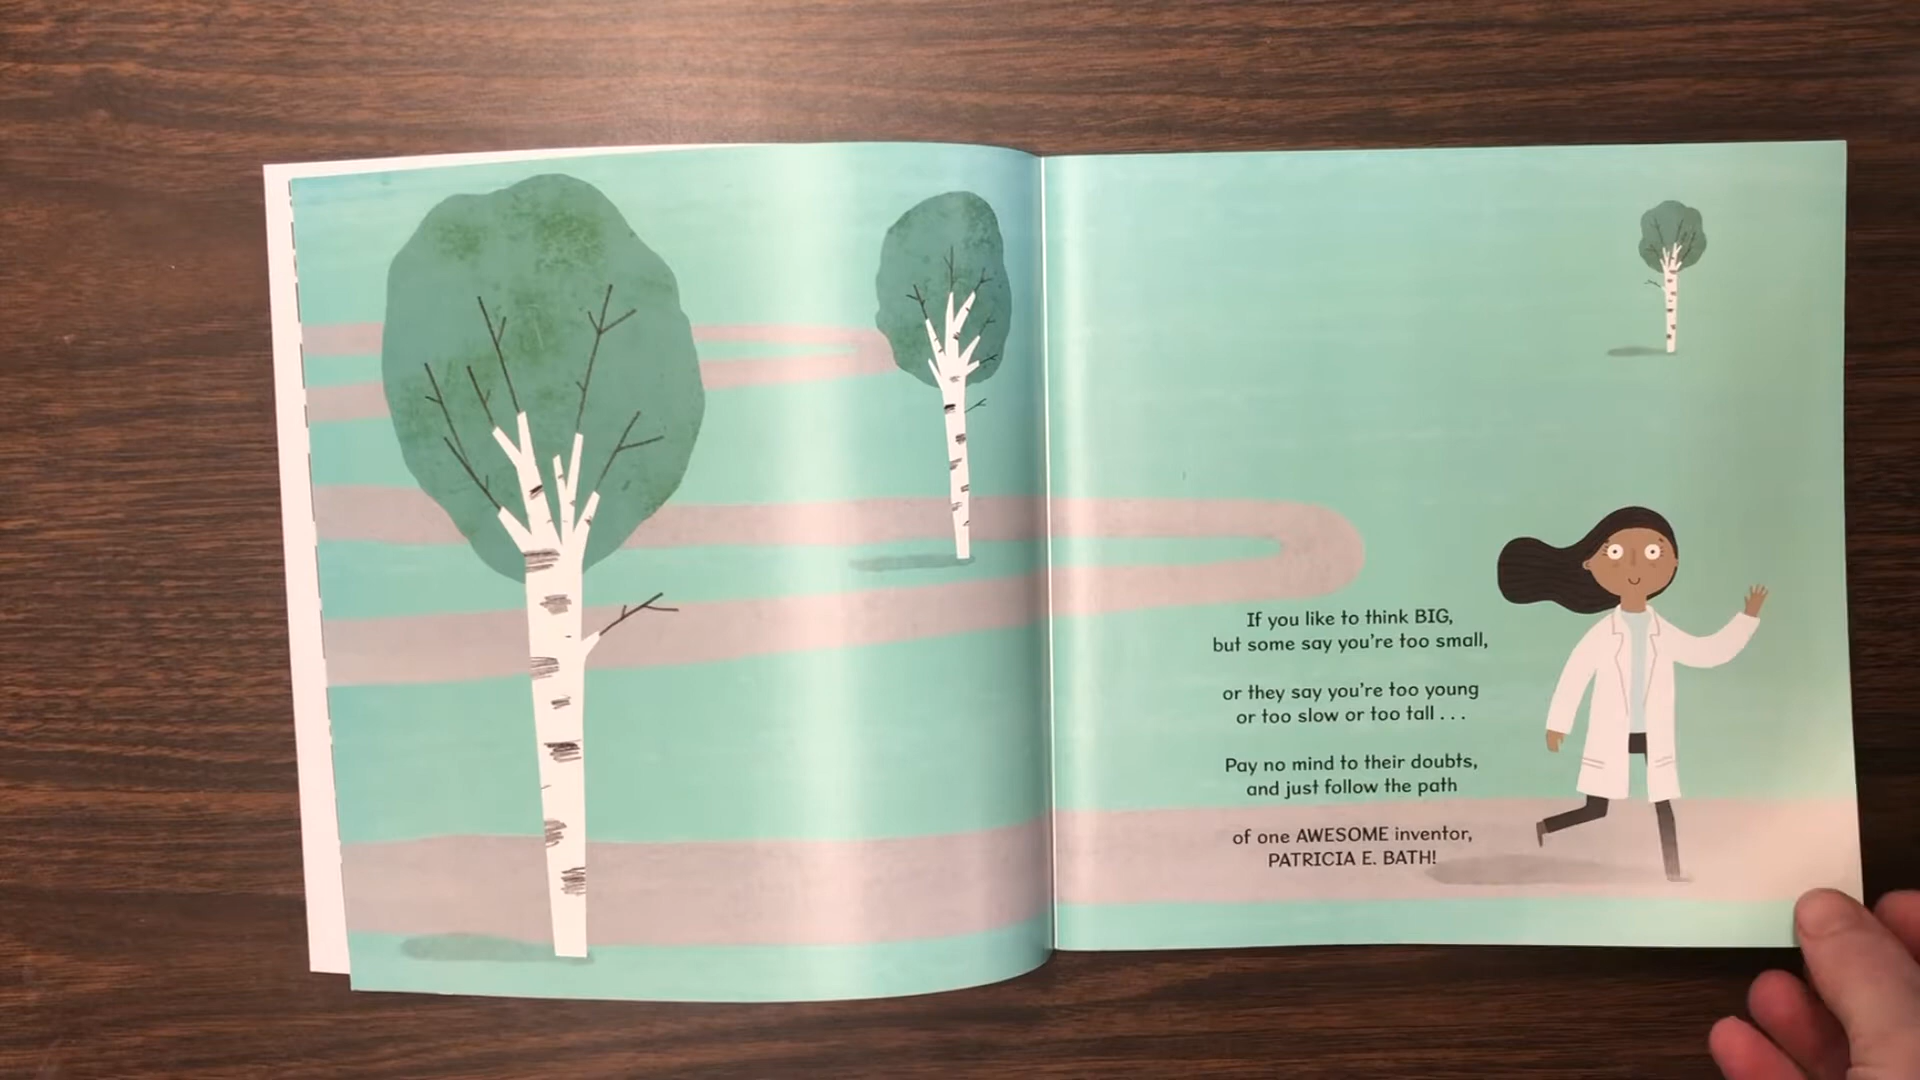 If you like to think BIG,
but some say you're too small,
or they say you're too young
or too slow or too tall . . .
Pay no mind to their doubts,
and just follow the path
of one AWESOME inventor,
PATRICIA E. BATH!